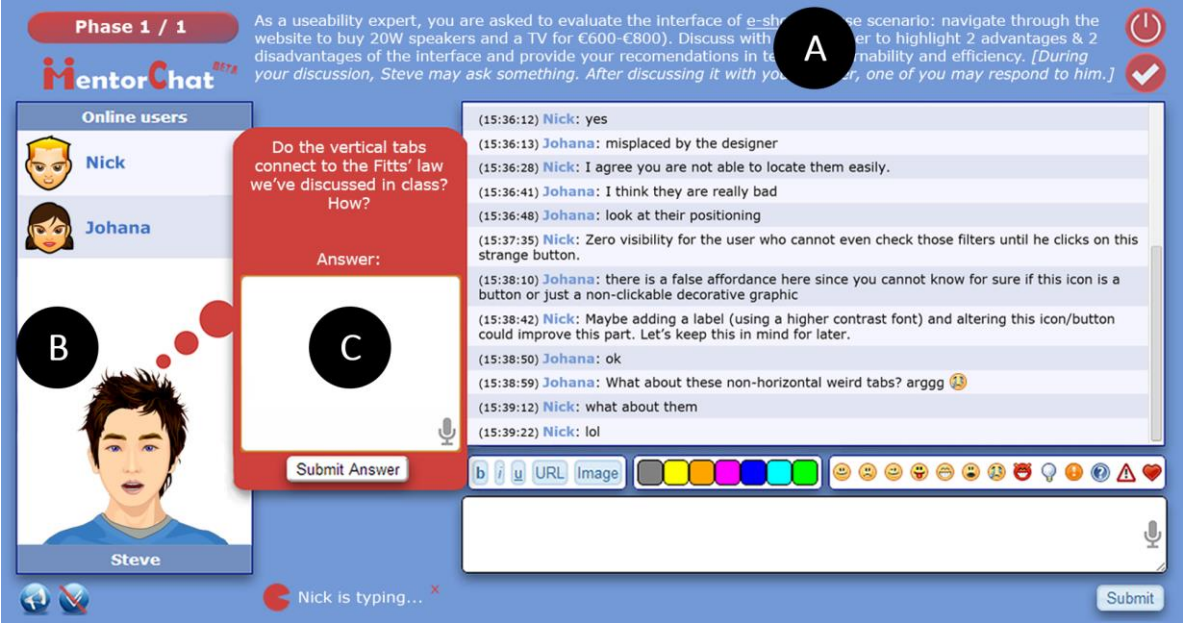 Phase 1 / 1
MentorChat BETA
As a useability expert, you are asked to evaluate the interface of e-sho se scenario: navigate through the
website to buy 20W speakers and a TV for €600-€800). Discuss with er to highlight 2 advantages & 2
disadvantages of the interface and provide your recomendations in te nability and efficiency. [During
your discussion, Steve may ask something. After discussing it with yo er, one of you may respond to him.]
A
Online users
Nick
Johana
B
Steve
Do the vertical tabs
connect to the Fitts' law
we've discussed in class?
How?
Answer:
C
Submit Answer
(15:36:12) Nick: yes
(15:36:13) Johana: misplaced by the designer
(15:36:28) Nick: I agree you are not able to locate them easily.
(15:36:41) Johana: I think they are really bad
(15:36:48) Johana: look at their positioning
(15:37:35) Nick: Zero visibility for the user who cannot even check those filters until he clicks on this
strange button.
(15:38:10) Johana: there is a false affordance here since you cannot know for sure if this icon is a
button or just a non-clickable decorative graphic
(15:38:42) Nick: Maybe adding a label (using a higher contrast font) and altering this icon/button
could improve this part. Let's keep this in mind for later.
(15:38:50) Johana: ok
(15:38:59) Johana: What about these non-horizontal weird tabs? arggg
(15:39:12) Nick: what about them
(15:39:22) Nick: lol
b i u URL Image
Nick is typing... x
Submit